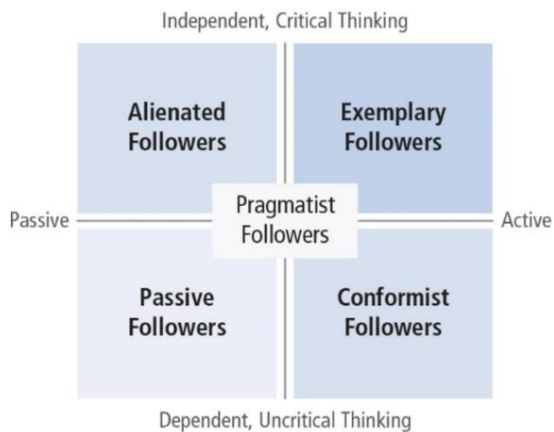 Independent, Critical Thinking
Alienated
Followers
Exemplary
Followers
Passive
Pragmatist
Followers
Active
Passive
Followers
Conformist
Followers
Dependent, Uncritical Thinking